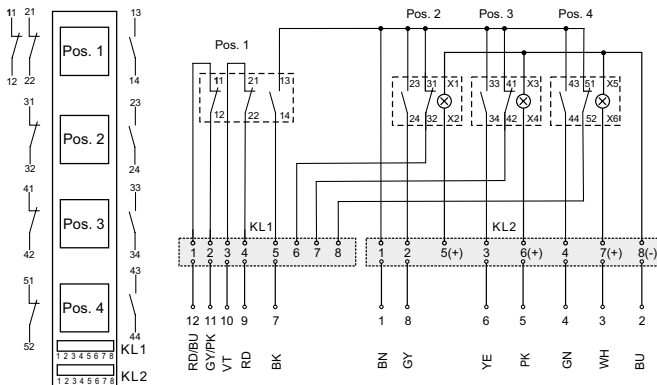 11 21 13
Pos. 1
12 22 14
31 23
Pos. 2
32 24
41 33
Pos. 3
42 34
51 43
Pos. 4
52 44
1 2 3 4 5 6 7 8 KL1
1 2 3 4 5 6 7 8 KL2
Pos. 2 Pos. 3 Pos. 4
Pos. 1
11 21 13 23 31 X1 33 41 X3 43 51 X5
12 22 14 24 32 X2 34 42 X4 44 52 X6
KL1 KL2
1 2 3 4 5 6 7 8 1 2 5(+) 3 6(+) 4 7(+) 8(-)
12 11 10 9 7 1 8 6 5 4 3 2
RD/BU GY/PK VT RD BK BN GY YE PK GN WH BU